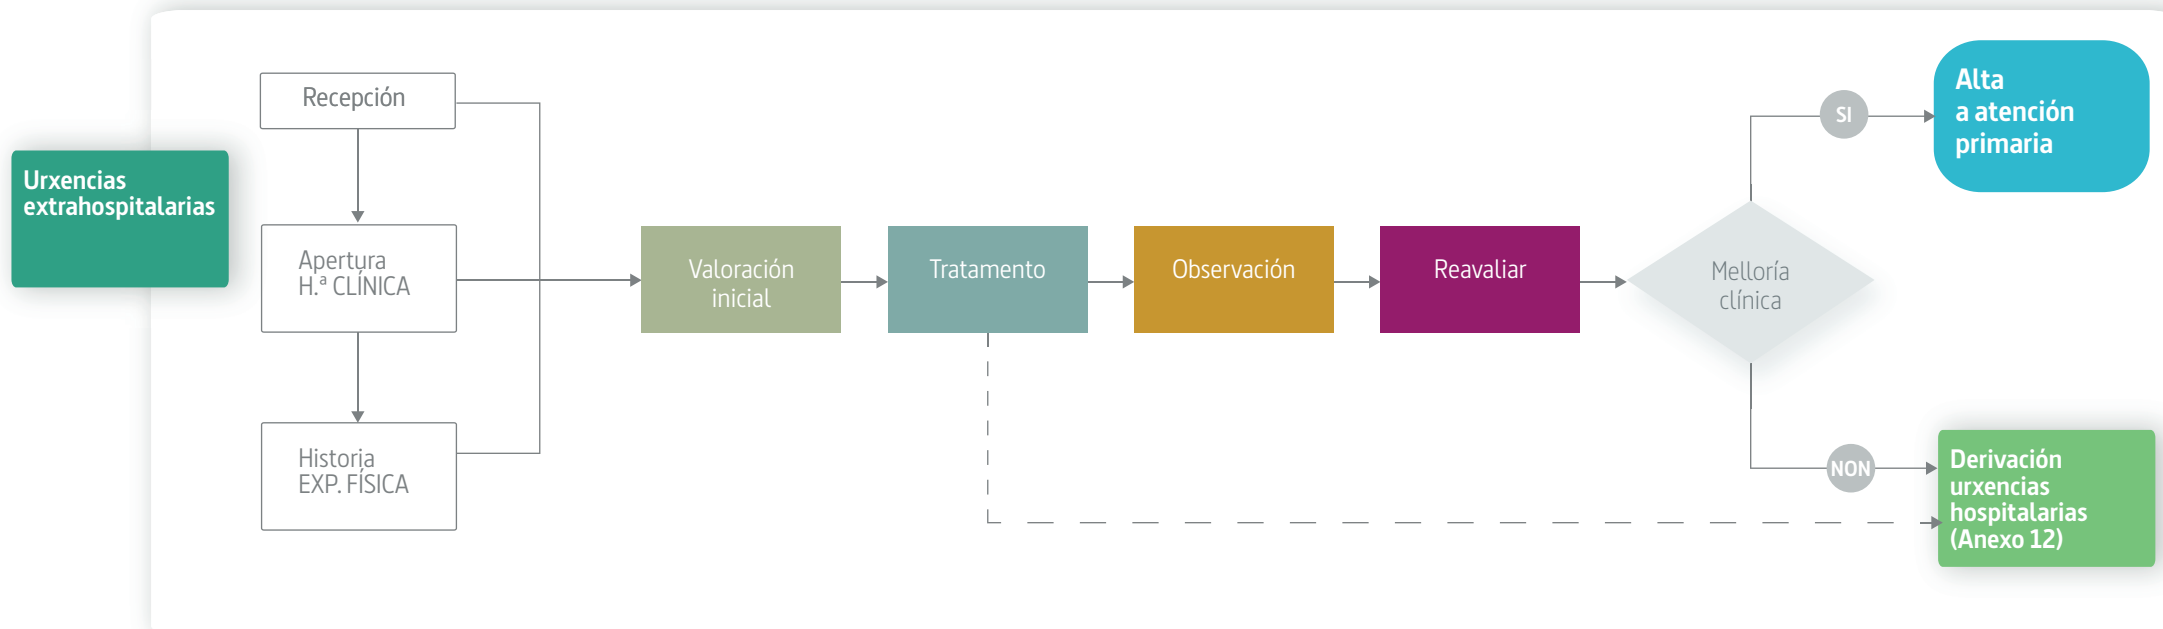 Urxencias
extrahospitalarias
Recepción
Apertura
H.ª CLÍNICA
Historia
EXP. FÍSICA
Valoración
inicial
Tratamento
Observación
Reavaliar
Melloría
clínica
SI
Alta
a atención
primaria
NON
Derivación
urxencias
hospitalarias
(Anexo 12)